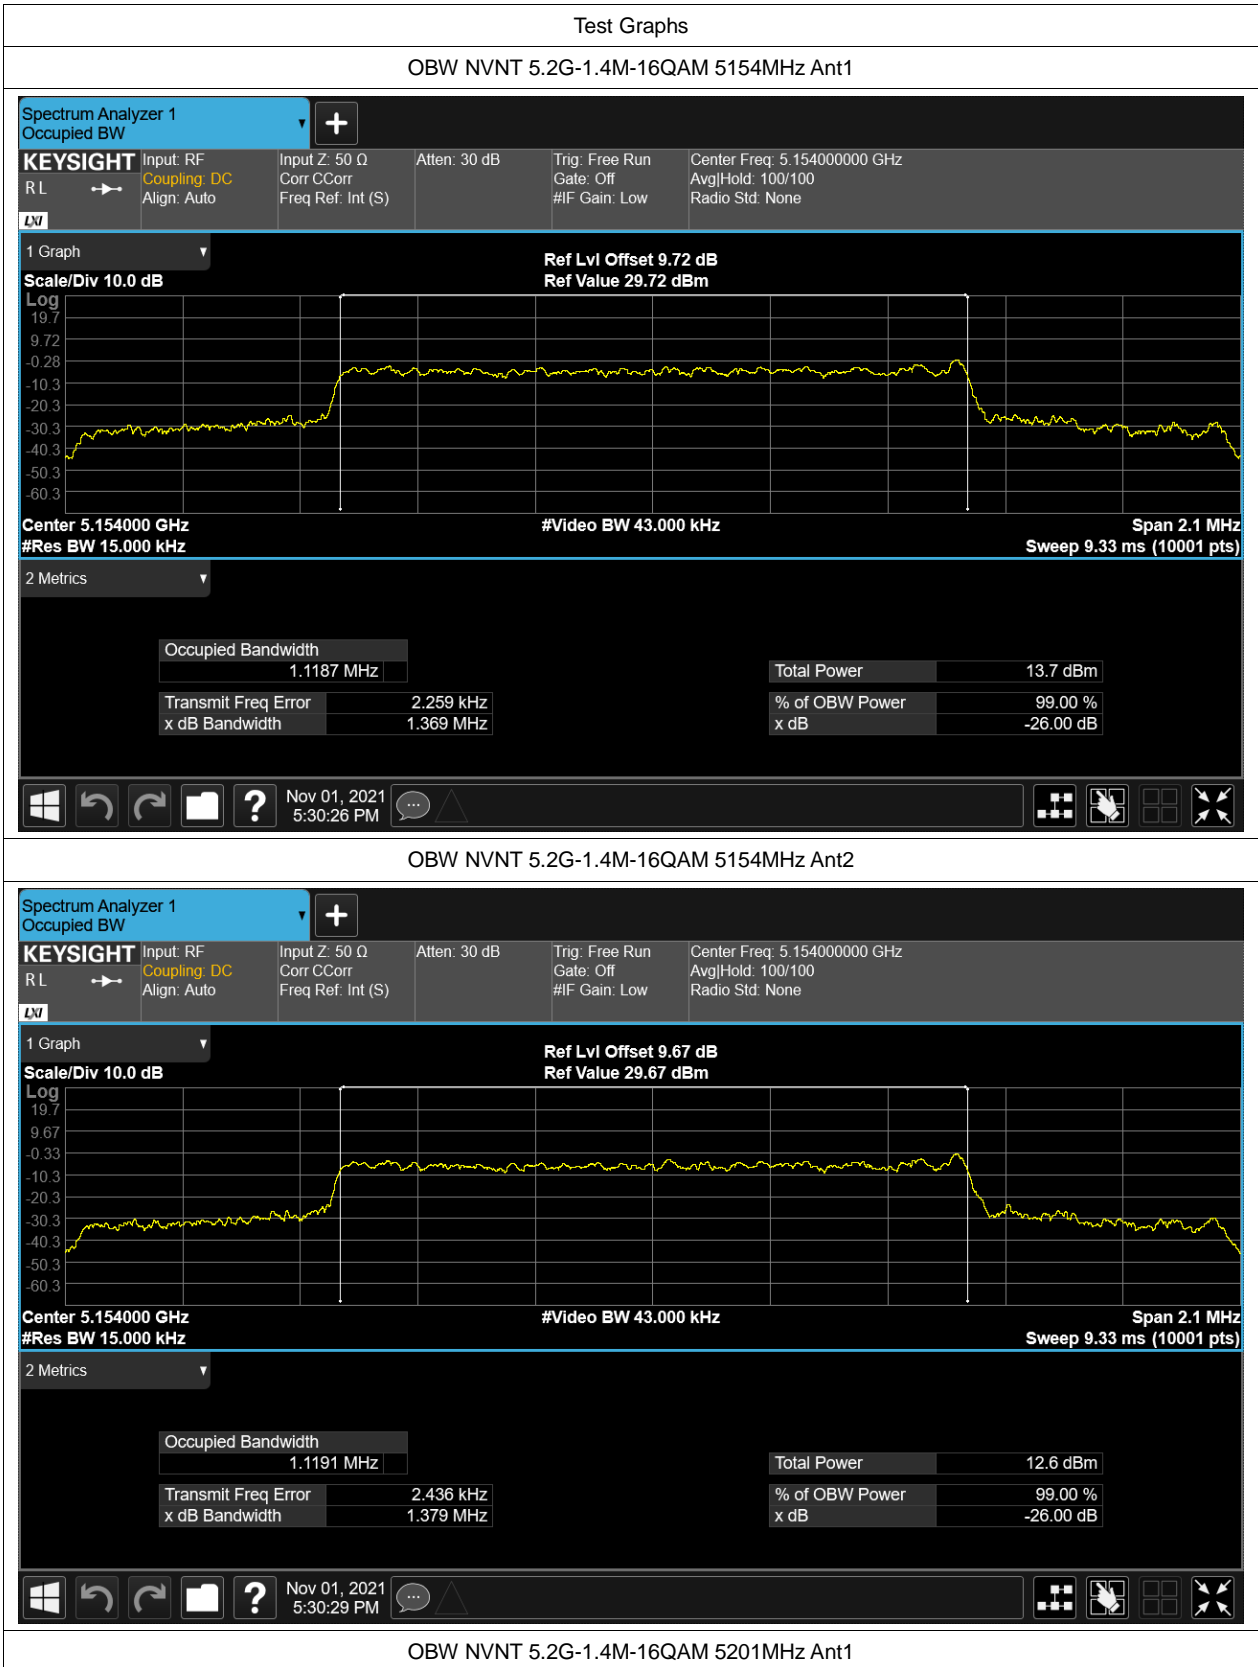 Test Graphs
OBW NVNT 5.2G-1.4M-16QAM 5154MHz Ant1
Spectrum Analyzer 1
Occupied BW
KEYSIGHT
R L
LXI
Input: RF
Coupling: DC
Align: Auto
Input Z: 50 Ω
Corr CCorr
Freq Ref: Int (S)
Atten: 30 dB
Trig: Free Run
Gate: Off
#IF Gain: Low
Center Freq: 5.154000000 GHz
Avg|Hold: 100/100
Radio Std: None
1 Graph
Scale/Div 10.0 dB
Ref Lvl Offset 9.72 dB
Ref Value 29.72 dBm
Log
19.7
9.72
-0.28
-10.3
-20.3
-30.3
-40.3
-50.3
-60.3
Center 5.154000 GHz
#Video BW 43.000 kHz
Span 2.1 MHz
#Res BW 15.000 kHz
Sweep 9.33 ms (10001 pts)
2 Metrics
Occupied Bandwidth
1.1187 MHz
Total Power 13.7 dBm
Transmit Freq Error 2.259 kHz
% of OBW Power 99.00 %
x dB Bandwidth 1.369 MHz
x dB -26.00 dB
?
Nov 01, 2021
5:30:26 PM
OBW NVNT 5.2G-1.4M-16QAM 5154MHz Ant2
Spectrum Analyzer 1
Occupied BW
KEYSIGHT
R L
LXI
Input: RF
Coupling: DC
Align: Auto
Input Z: 50 Ω
Corr CCorr
Freq Ref: Int (S)
Atten: 30 dB
Trig: Free Run
Gate: Off
#IF Gain: Low
Center Freq: 5.154000000 GHz
Avg|Hold: 100/100
Radio Std: None
1 Graph
Scale/Div 10.0 dB
Ref Lvl Offset 9.67 dB
Ref Value 29.67 dBm
Log
19.7
9.67
-0.33
-10.3
-20.3
-30.3
-40.3
-50.3
-60.3
Center 5.154000 GHz
#Video BW 43.000 kHz
Span 2.1 MHz
#Res BW 15.000 kHz
Sweep 9.33 ms (10001 pts)
2 Metrics
Occupied Bandwidth
1.1191 MHz
Total Power 12.6 dBm
Transmit Freq Error 2.436 kHz
% of OBW Power 99.00 %
x dB Bandwidth 1.379 MHz
x dB -26.00 dB
?
Nov 01, 2021
5:30:29 PM
OBW NVNT 5.2G-1.4M-16QAM 5201MHz Ant1